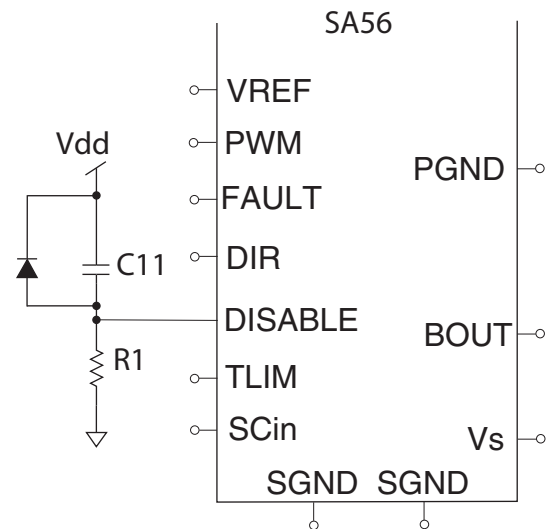 SA56
VREF
PWM
FAULT
DIR
DISABLE
TLIM
SCin
PGND
BOUT
Vs
SGND SGND
Vdd
C11
R1